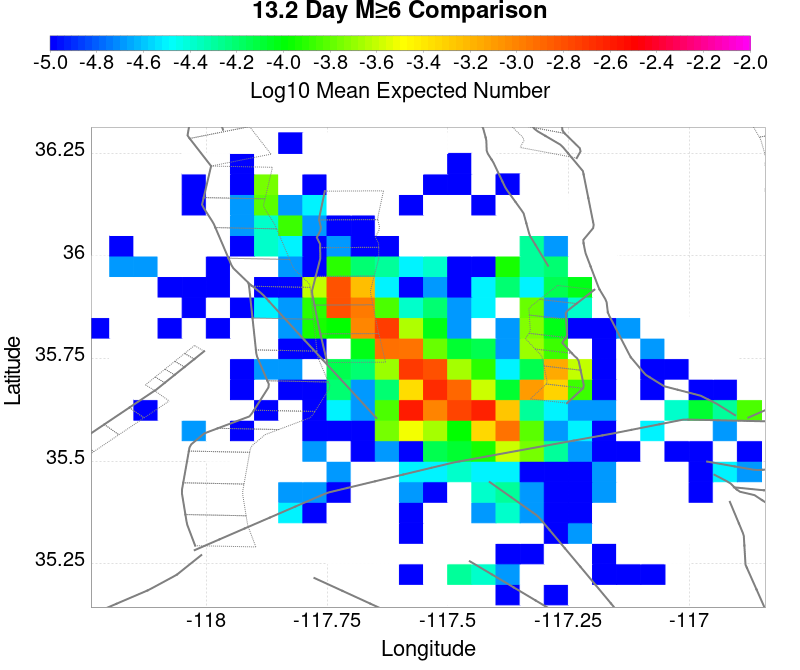 13.2 Day M≥6 Comparison
-5.0 -4.8 -4.6 -4.4 -4.2 -4.0 -3.8 -3.6 -3.4 -3.2 -3.0 -2.8 -2.6 -2.4 -2.2 -2.0
Log10 Mean Expected Number
36.25
36
35.75
35.5
35.25
Latitude
-118 -117.75 -117.5 -117.25 -117
Longitude